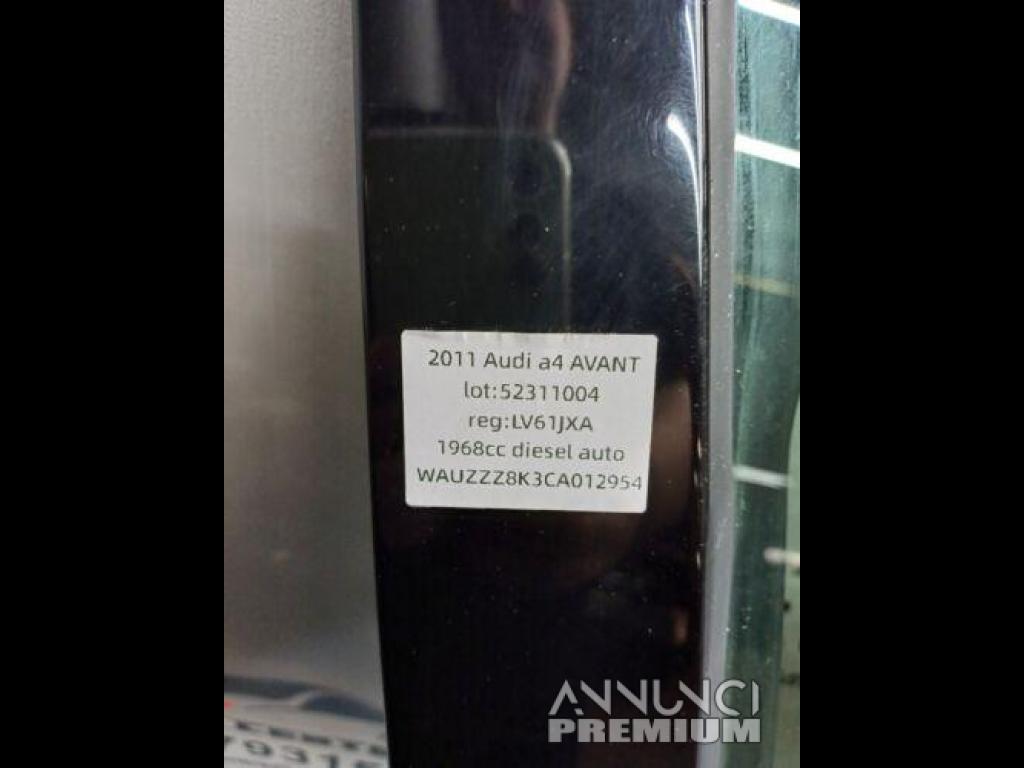 2011 Audi a4 AVANT
lot:52311004
reg:LV61JXA
1968cc diesel auto
WAUZZZ8K3CA012954
ANNUNCI
PREMIUM